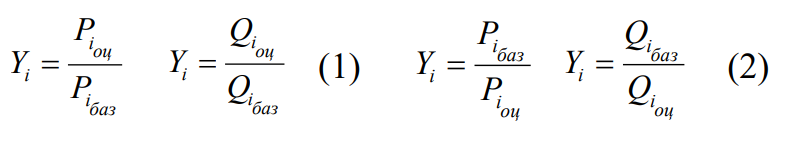 Y_i = P_{i_{оц}} / P_{i_{баз}}    Y_i = Q_{i_{оц}} / Q_{i_{баз}}    (1)    Y_i = P_{i_{баз}} / P_{i_{оц}}    Y_i = Q_{i_{баз}} / Q_{i_{оц}}    (2)